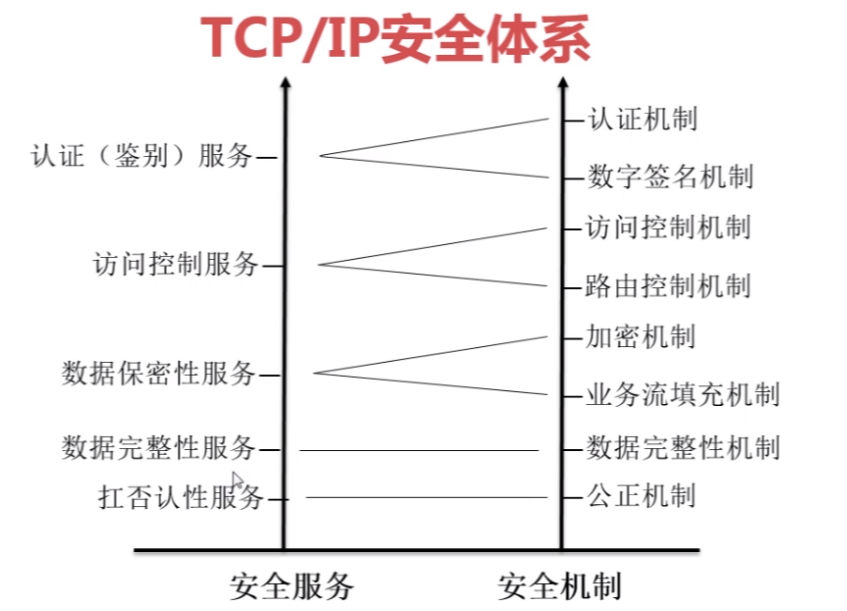 TCP/IP安全体系
认证机制
认证（鉴别）服务
数字签名机制
访问控制机制
访问控制服务
路由控制机制
加密机制
数据保密性服务
业务流填充机制
数据完整性服务
数据完整性机制
扛否认性服务
公正机制
安全服务
安全机制